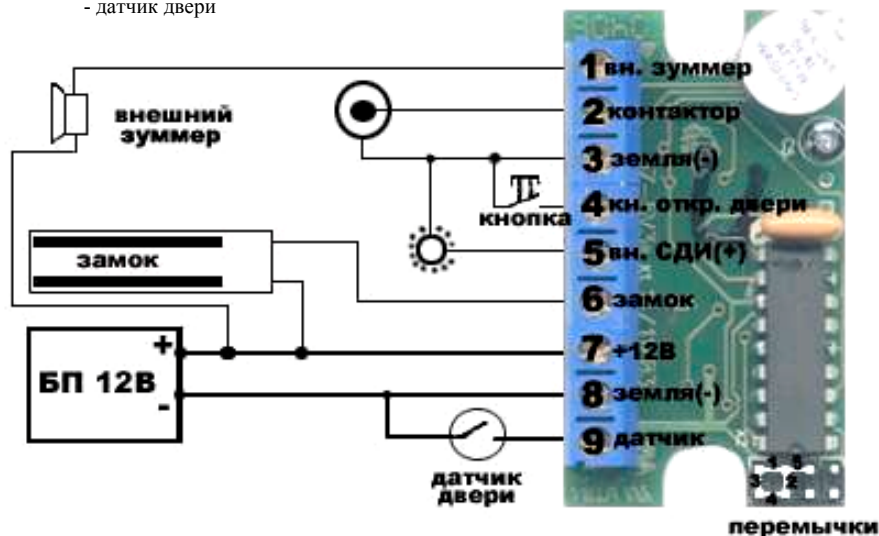 - датчик двери
1 вн. зуммер
внешний
зуммер
2 контактор
3 земля(-)
кнопка
4 кн. откр. двери
5 вн. СДИ(+)
замок
6 замок
БП 12В
+
-
7 +12В
8 земля(-)
9 датчик
датчик
двери
1 5
3 2
4
перемычки